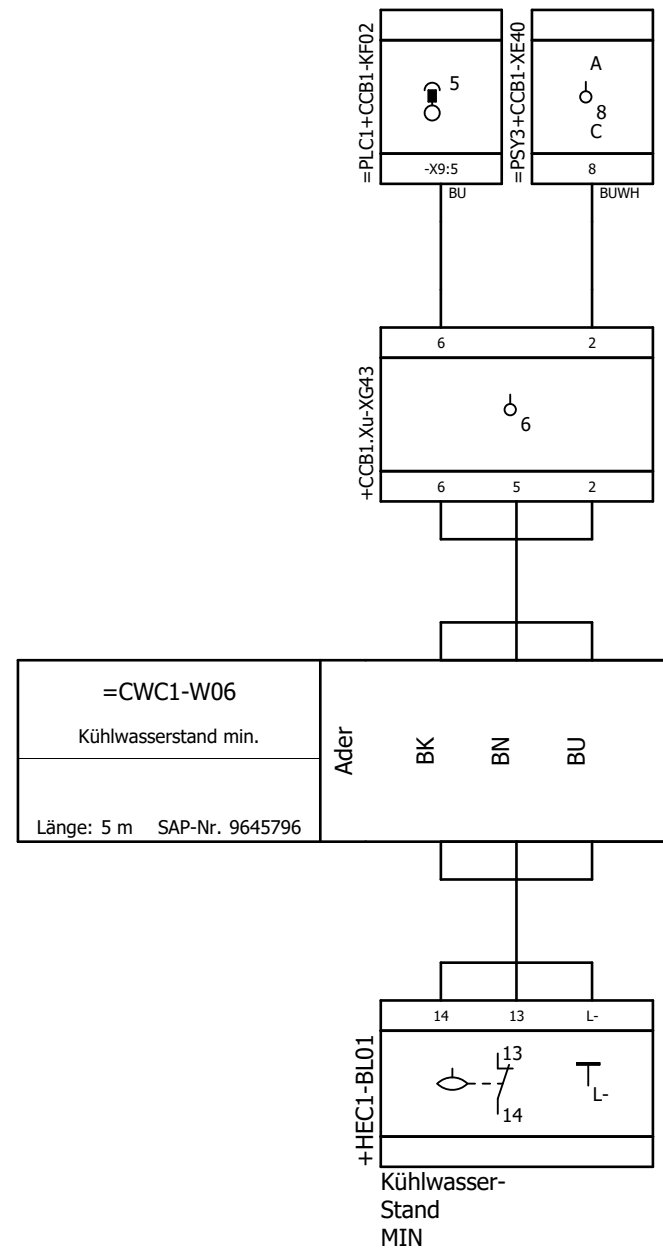 =PLC1+CCB1-KF02
5
-X9:5
BU
=PSY3+CCB1-XE40
A
8
C
8
BUWH
+CCB1.Xu-XG43
6 2
6
6 5 2
=CWC1-W06
Kühlwasserstand min.
Länge: 5 m SAP-Nr. 9645796
Ader
BK
BN
BU
+HEC1-BL01
14 13 L-
13
14
L-
Kühlwasser-
Stand
MIN